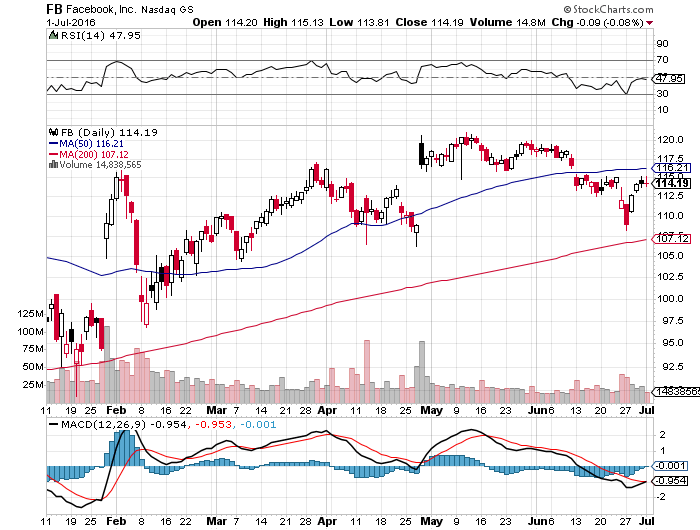 FB Facebook, Inc. Nasdaq GS © StockCharts.com
1-Jul-2016 Open 114.20 High 115.13 Low 113.81 Close 114.19 Volume 14.8M Chg -0.09 (-0.08%)
RSI(14) 47.95
90
70
50
47.95
30
10
FB (Daily) 114.19
MA(50) 116.21
MA(200) 107.12
Volume 14,838,565
120.0
117.5
116.21
115.0
114.19
112.5
110.0
107.12
105.0
102.5
100.0
97.5
95.0
92.5
90.0
125M
100M
75M
50M
25M
14838565
11 19 25 Feb 8 16 22 Mar 7 14 21 28 Apr 11 18 25 May 9 16 23 Jun 6 13 20 27 Jul
MACD(12,26,9) -0.954, -0.953, -0.001
2
1
-0.001
-0.954
-2
11 19 25 Feb 8 16 22 Mar 7 14 21 28 Apr 11 18 25 May 9 16 23 Jun 6 13 20 27 Jul